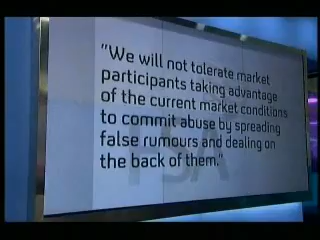 "We will not tolerate market
participants taking advantage
of the current market conditions
to commit abuse by spreading
false rumours and dealing on
the back of them."
FSA